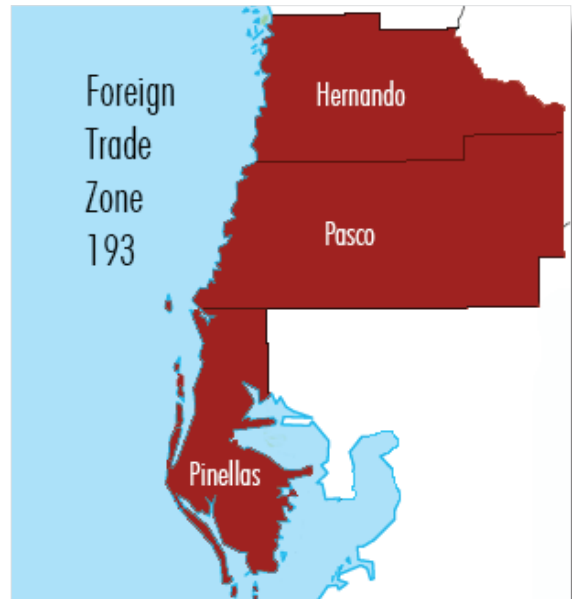 Foreign
Trade
Zone
193
Hernando
Pasco
Pinellas